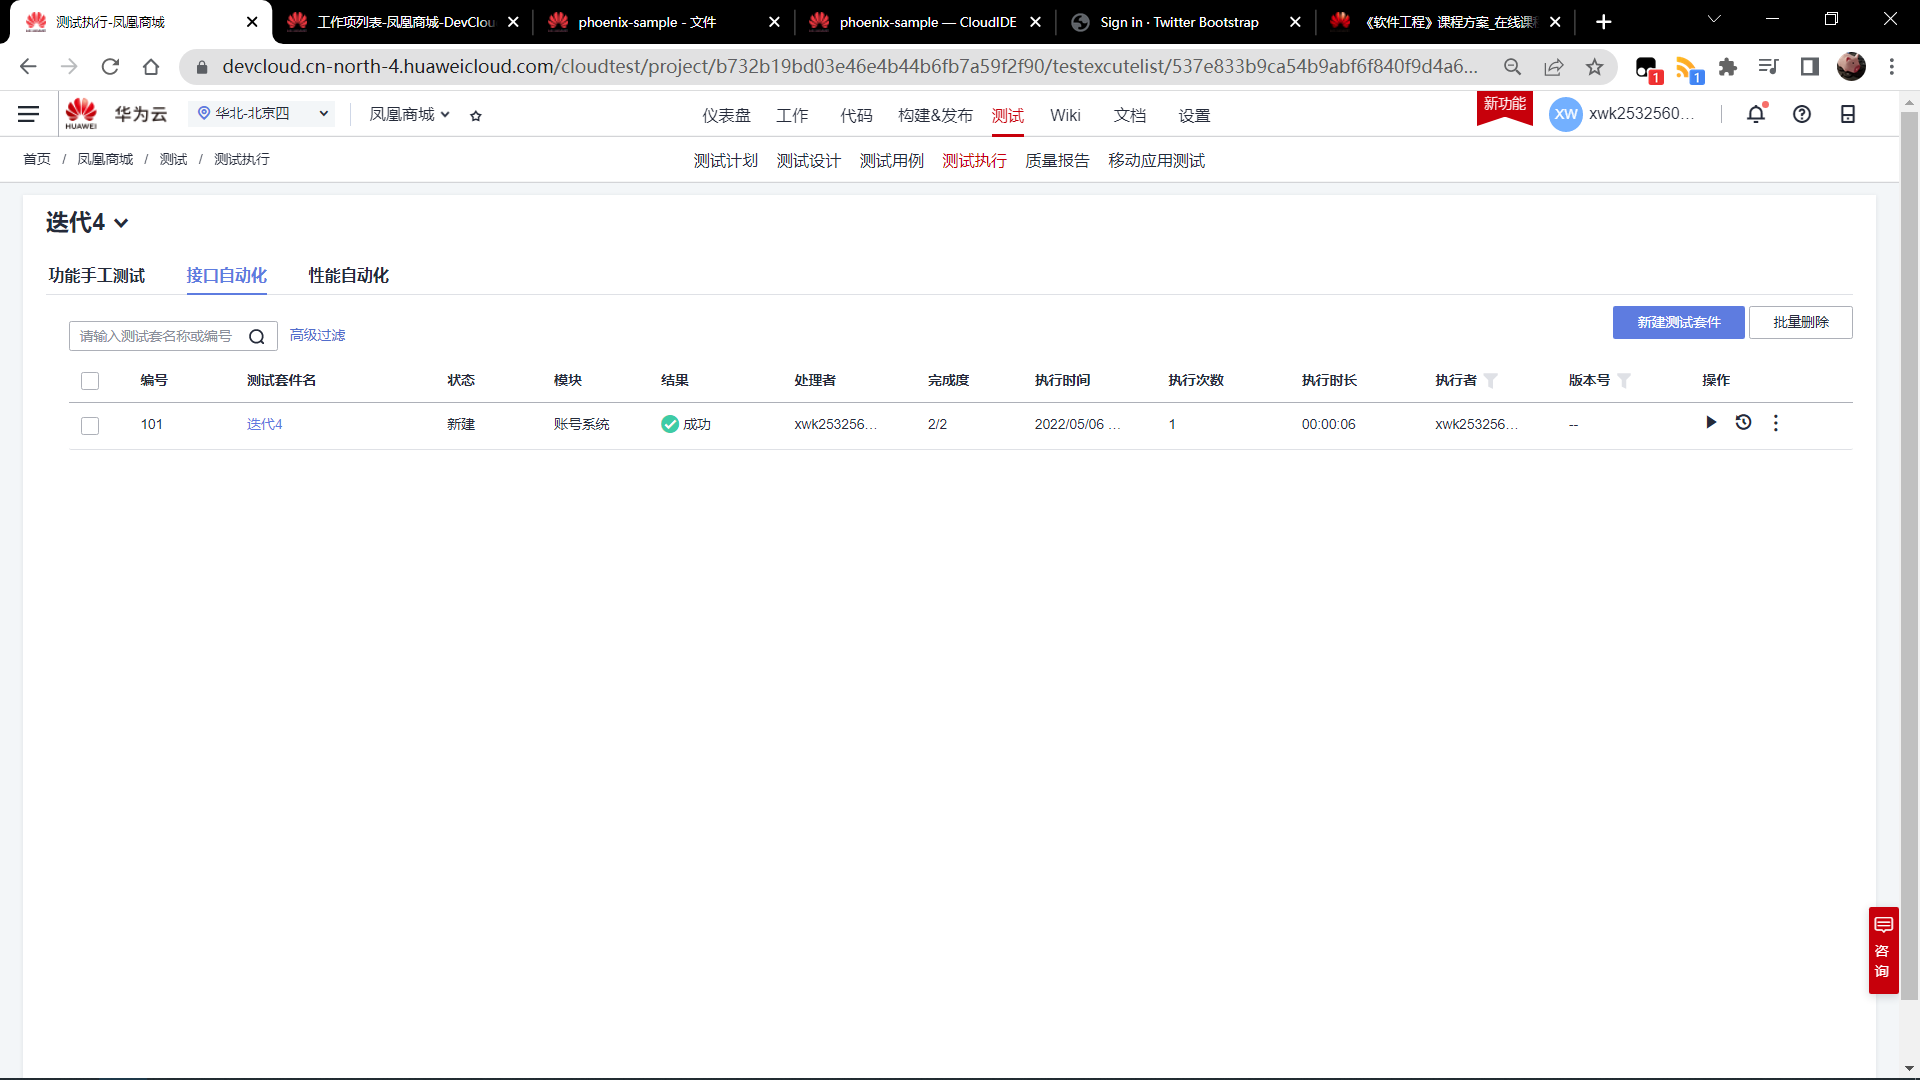 测试执行-凤凰商城
工作项列表-凤凰商城-DevClou
phoenix-sample - 文件
phoenix-sample — CloudIDE
Sign in · Twitter Bootstrap
《软件工程》课程方案_在线课
devcloud.cn-north-4.huaweicloud.com/cloudtest/project/b732b19bd03e46e4b44b6fb7a59f2f90/testexcutelist/537e833b9ca54b9abf6f840f9d4a6...
1
1
HUAWEI
华为云
华北-北京四
凤凰商城
仪表盘 工作 代码 构建&发布 测试 Wiki 文档 设置
新功能
XW
xwk2532560...
首页 / 凤凰商城 / 测试 / 测试执行
测试计划 测试设计 测试用例 测试执行 质量报告 移动应用测试
迭代4
功能手工测试 接口自动化 性能自动化
请输入测试套名称或编号
高级过滤
新建测试套件
批量删除
编号 测试套件名 状态 模块 结果 处理者 完成度 执行时间 执行次数 执行时长 执行者 版本号 操作
101 迭代4 新建 账号系统 成功 xwk253256... 2/2 2022/05/06 ... 1 00:00:06 xwk253256... --
咨
询